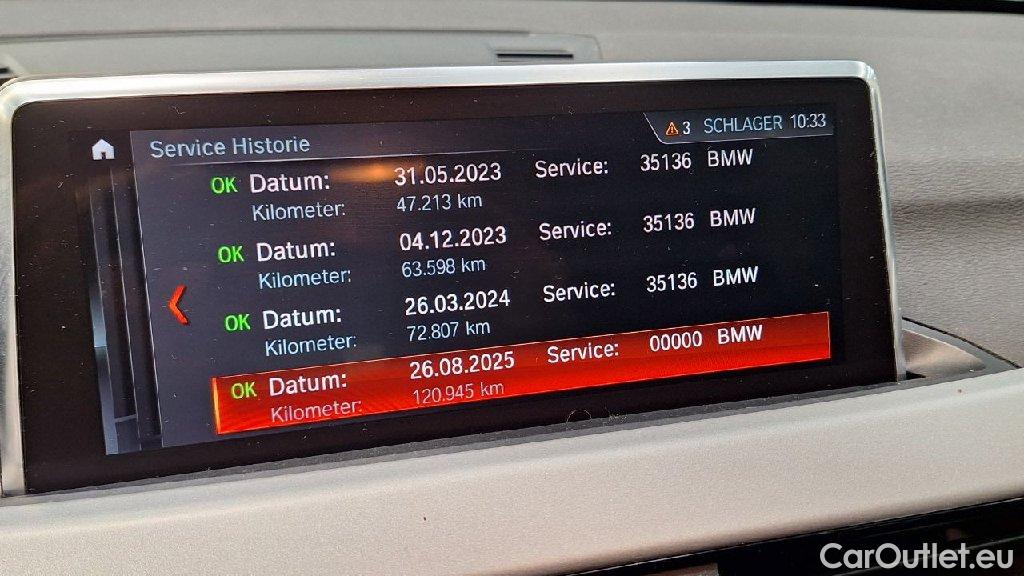 Service Historie
3 SCHLAGER 10:33
OK Datum: 31.05.2023 Service: 35136 BMW
Kilometer: 47.213 km
OK Datum: 04.12.2023 Service: 35136 BMW
Kilometer: 63.598 km
OK Datum: 26.03.2024 Service: 35136 BMW
Kilometer: 72.807 km
OK Datum: 26.08.2025 Service: 00000 BMW
Kilometer: 120.945 km
CarOutlet.eu